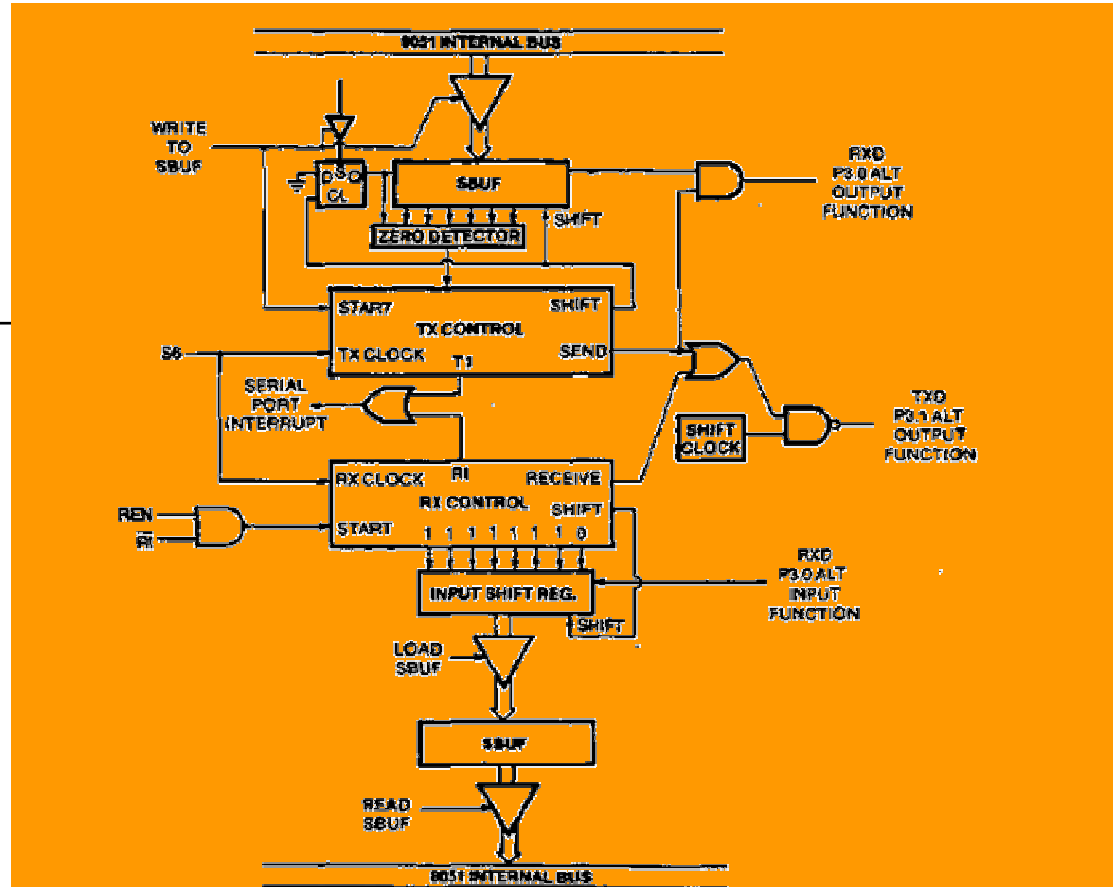 8051 INTERNAL BUS
WRITE
TO
SBUF
D S Q
CL
SBUF
RXD
P3.0 ALT
OUTPUT
FUNCTION
SHIFT
ZERO DETECTOR
START
SHIFT
TX CONTROL
S6
TX CLOCK
T1
SEND
SERIAL
PORT
INTERRUPT
TXD
P3.1 ALT
OUTPUT
FUNCTION
SHIFT
CLOCK
RX CLOCK
RI
RECEIVE
RX CONTROL
SHIFT
REN
RI
START
1 1 1 1 1 1 1 0
RXD
P3.0 ALT
INPUT
FUNCTION
INPUT SHIFT REG.
SHIFT
LOAD
SBUF
SBUF
READ
SBUF
8051 INTERNAL BUS